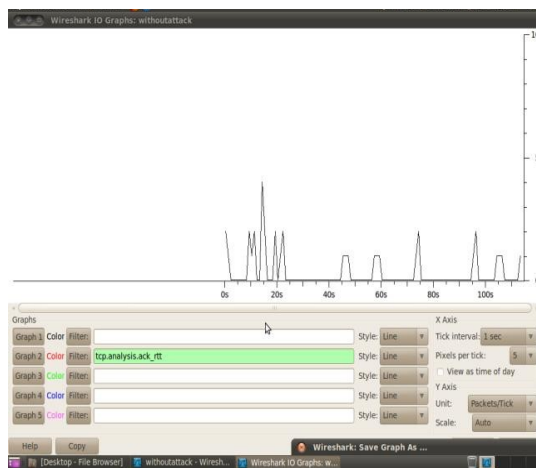 Wireshark IO Graphs: withoutattack
10
5
0
0s 20s 40s 60s 80s 100s
Graphs
X Axis
Graph 1 Color Filter: Style: Line Tick interval: 1 sec
Graph 2 Color Filter: tcp.analysis.ack_rtt Style: Line Pixels per tick: 5
Graph 3 Color Filter: Style: Line View as time of day
Y Axis
Graph 4 Color Filter: Style: Line Unit: Packets/Tick
Graph 5 Color Filter: Style: Line Scale: Auto
Help Copy Wireshark: Save Graph As ...
[Desktop - File Browser] withoutattack - Wiresh... Wireshark IO Graphs: w...